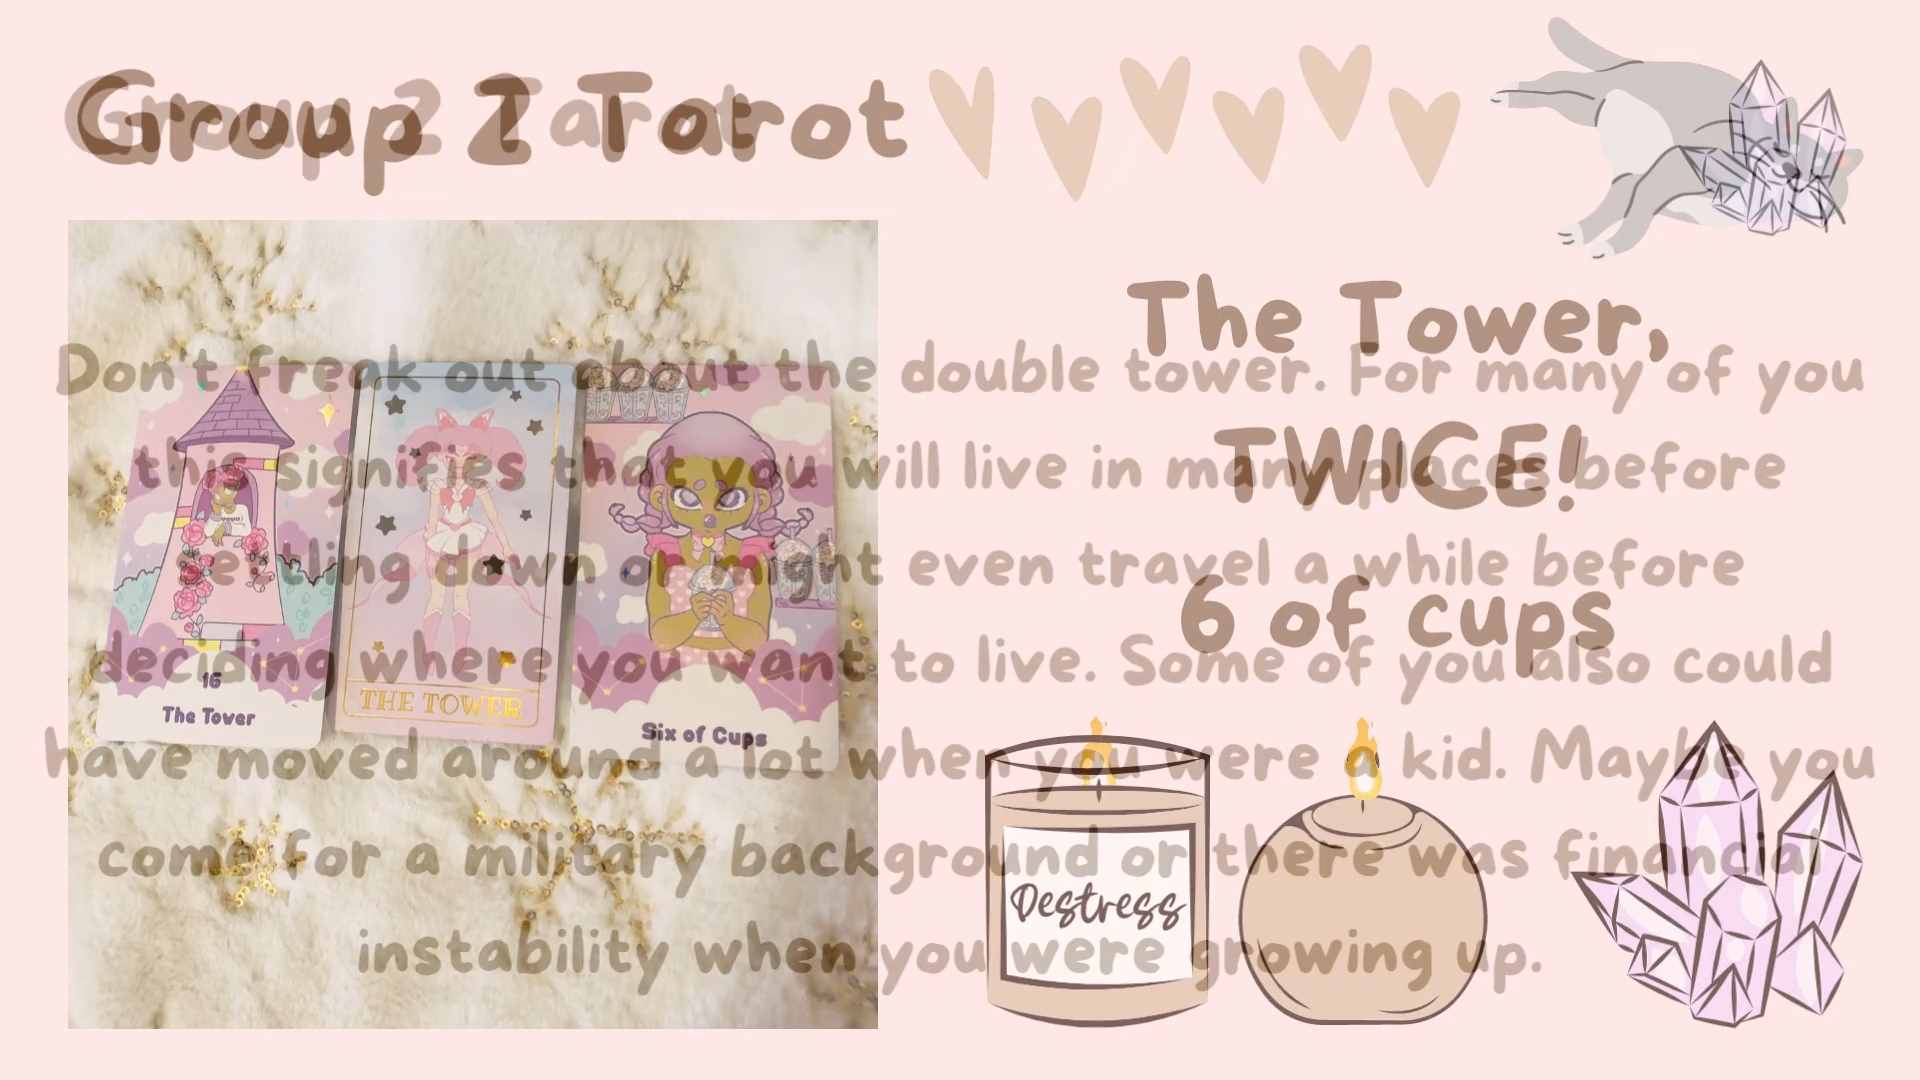 Group 2 Tarot
Group 2 Tarot
The Tower,
TWICE!
6 of cups
Don't freak out about the double tower. For many of you
this signifies that you will live in many places before
settling down or might even travel a while before
deciding where you want to live. Some of you also could
have moved around a lot when you were a kid. Maybe you
come for a military background or there was financial
instability when you were growing up.
16
The Tower
THE TOWER
Six of Cups
Destress